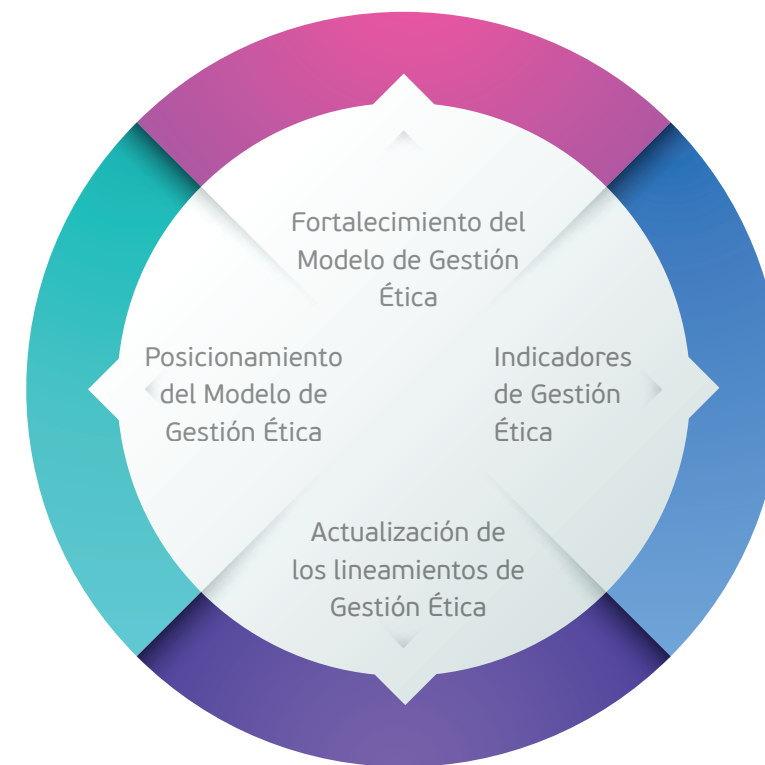 Fortalecimiento del
Modelo de Gestión
Ética
Posicionamiento
del Modelo de
Gestión Ética
Indicadores
de Gestión
Ética
Actualización de
los lineamientos de
Gestión Ética